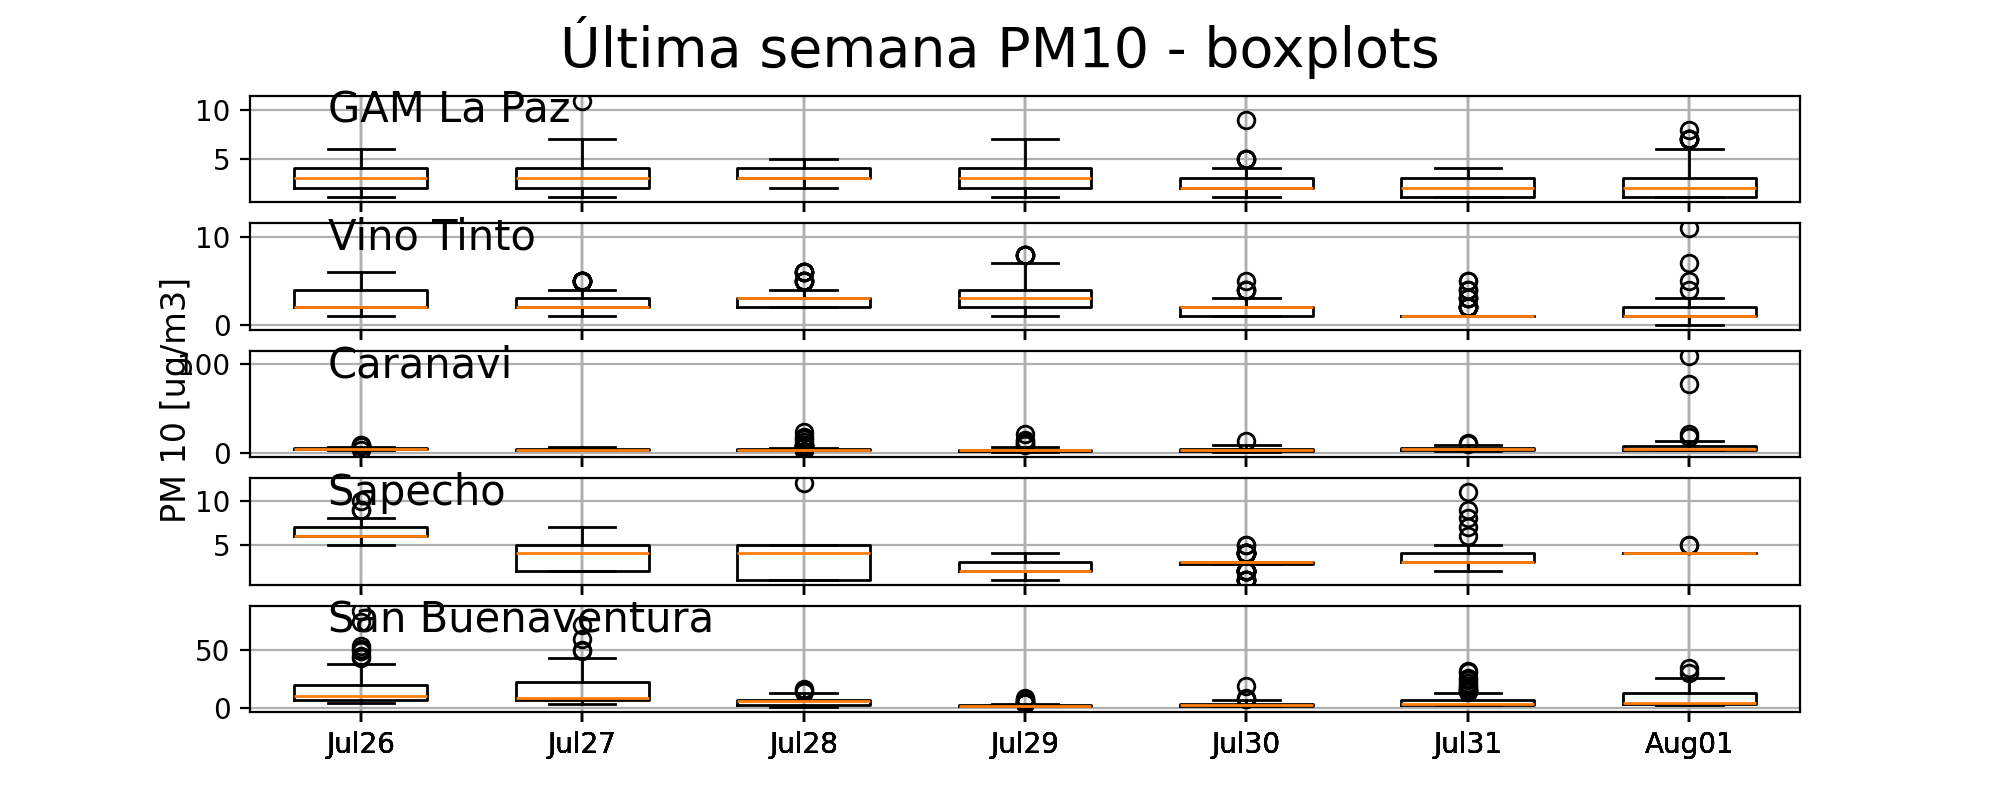 Última semana PM10 - boxplots
GAM La Paz
10
5
Vino Tinto
10
0
PM 10 [ug/m3]
Caranavi
100
0
Sapecho
10
5
San Buenaventura
50
0
Jul26 Jul27 Jul28 Jul29 Jul30 Jul31 Aug01